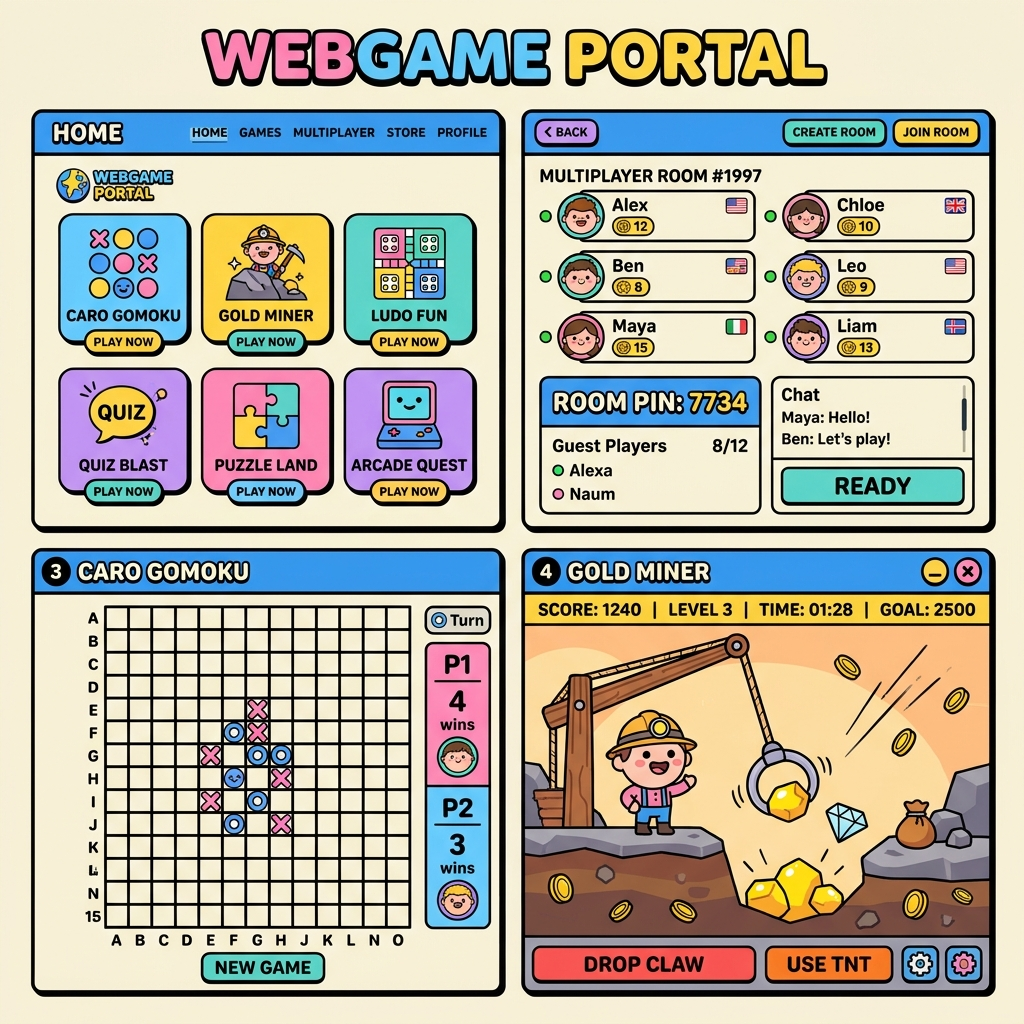 WEBGAME PORTAL
HOME
HOME GAMES MULTIPLAYER STORE PROFILE
WEBGAME
PORTAL
CARO GOMOKU
PLAY NOW
GOLD MINER
PLAY NOW
LUDO FUN
PLAY NOW
QUIZ
QUIZ BLAST
PLAY NOW
PUZZLE LAND
PLAY NOW
ARCADE QUEST
PLAY NOW
< BACK
CREATE ROOM
JOIN ROOM
MULTIPLAYER ROOM #1997
Alex
12
Chloe
10
Ben
8
Leo
9
Maya
15
Liam
13
ROOM PIN: 7734
Guest Players 8/12
Alexa
Naum
Chat
Maya: Hello!
Ben: Let's play!
READY
3 CARO GOMOKU
A
B
C
D
E
F
G
H
I
J
K
L
N
15
A B C D E F G H J K L N O
Turn
P1
4
wins
P2
3
wins
NEW GAME
4 GOLD MINER
SCORE: 1240 | LEVEL 3 | TIME: 01:28 | GOAL: 2500
DROP CLAW
USE TNT